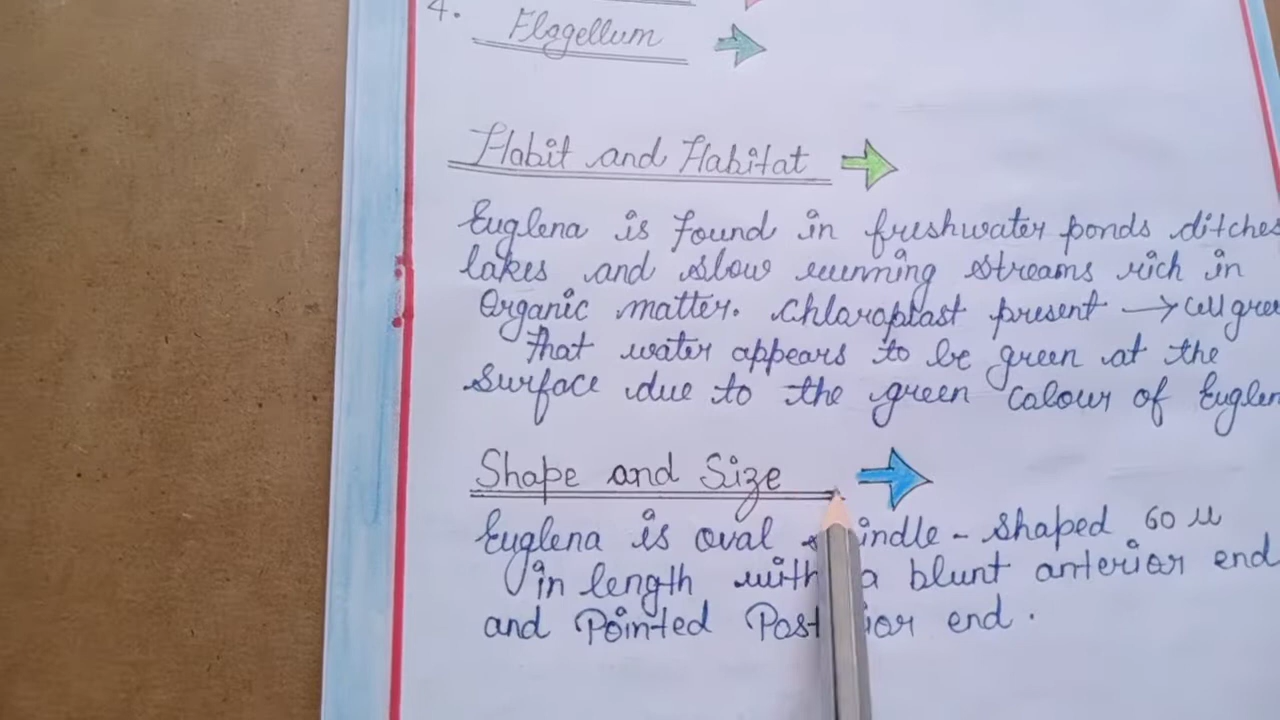 4.
Flagellum
Habit and Habitat
Euglena is found in freshwater ponds ditches
lakes and slow running streams rich in
Organic matter. Chloroplast present → Cell gree
That water appears to be green at the
Surface due to the green colour of Euglen
Shape and Size
Euglena is oval indle - shaped 60 u
in length with a blunt anterior end
and Pointed Post ior end .